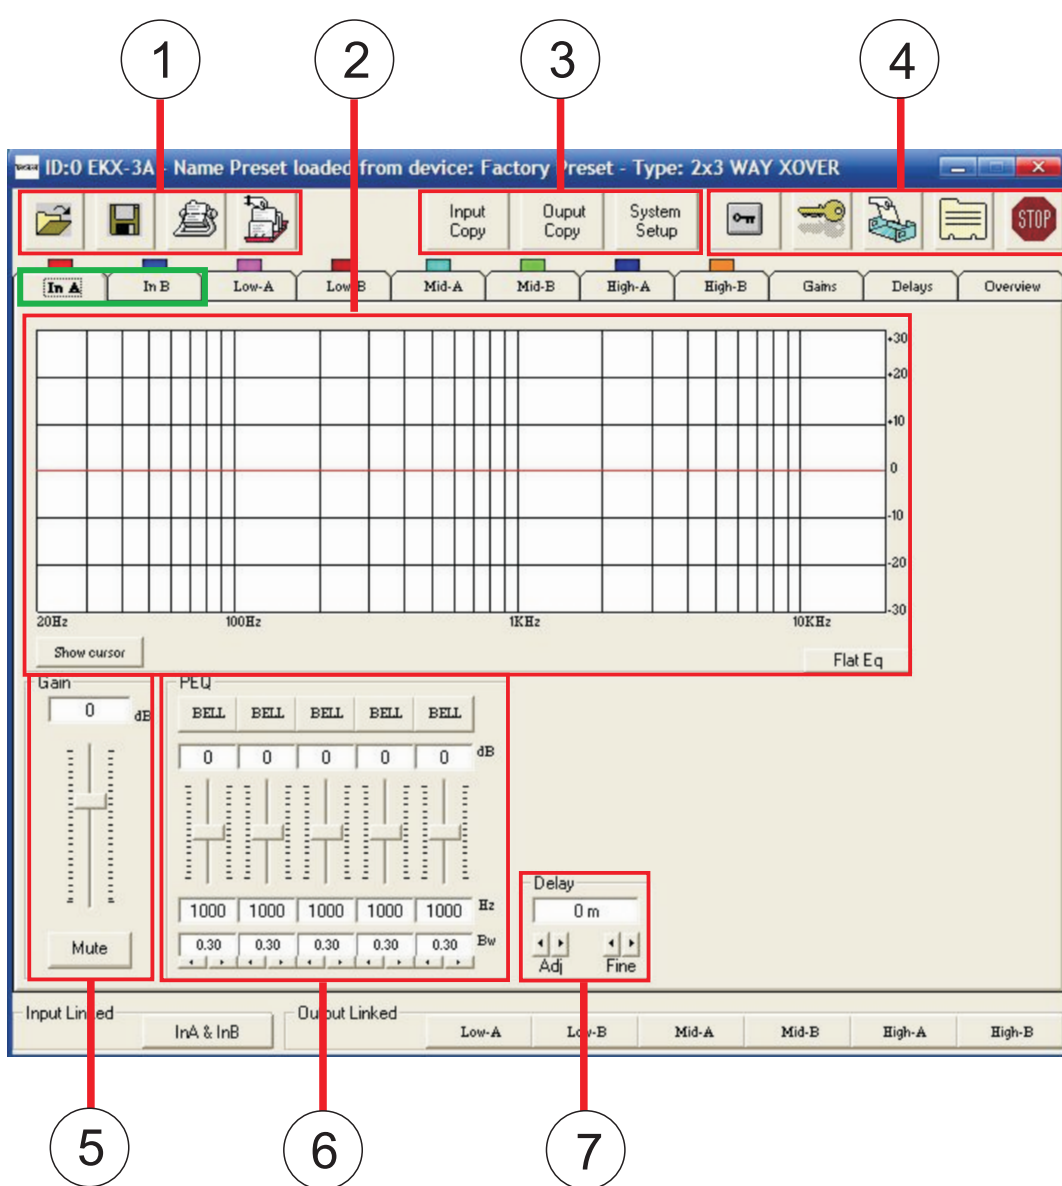 1 2 3 4
ID:0 EKX-3A - Name Preset loaded from device: Factory Preset - Type: 2x3 WAY XOVER
Input Copy Ouput Copy System Setup STOP
In A In B Low-A Low-B Mid-A Mid-B High-A High-B Gains Delays Overview
+30
+20
+10
0
-10
-20
-30
20Hz 100Hz 1KHz 10KHz
Show cursor Flat Eq
Gain PEQ
0 dB BELL BELL BELL BELL BELL
0 0 0 0 0 dB
Delay
1000 1000 1000 1000 1000 Hz 0 m
Mute 0.30 0.30 0.30 0.30 0.30 Bw
Adj Fine
Input Linked Output Linked
InA & InB Low-A Low-B Mid-A Mid-B High-A High-B
5 6 7